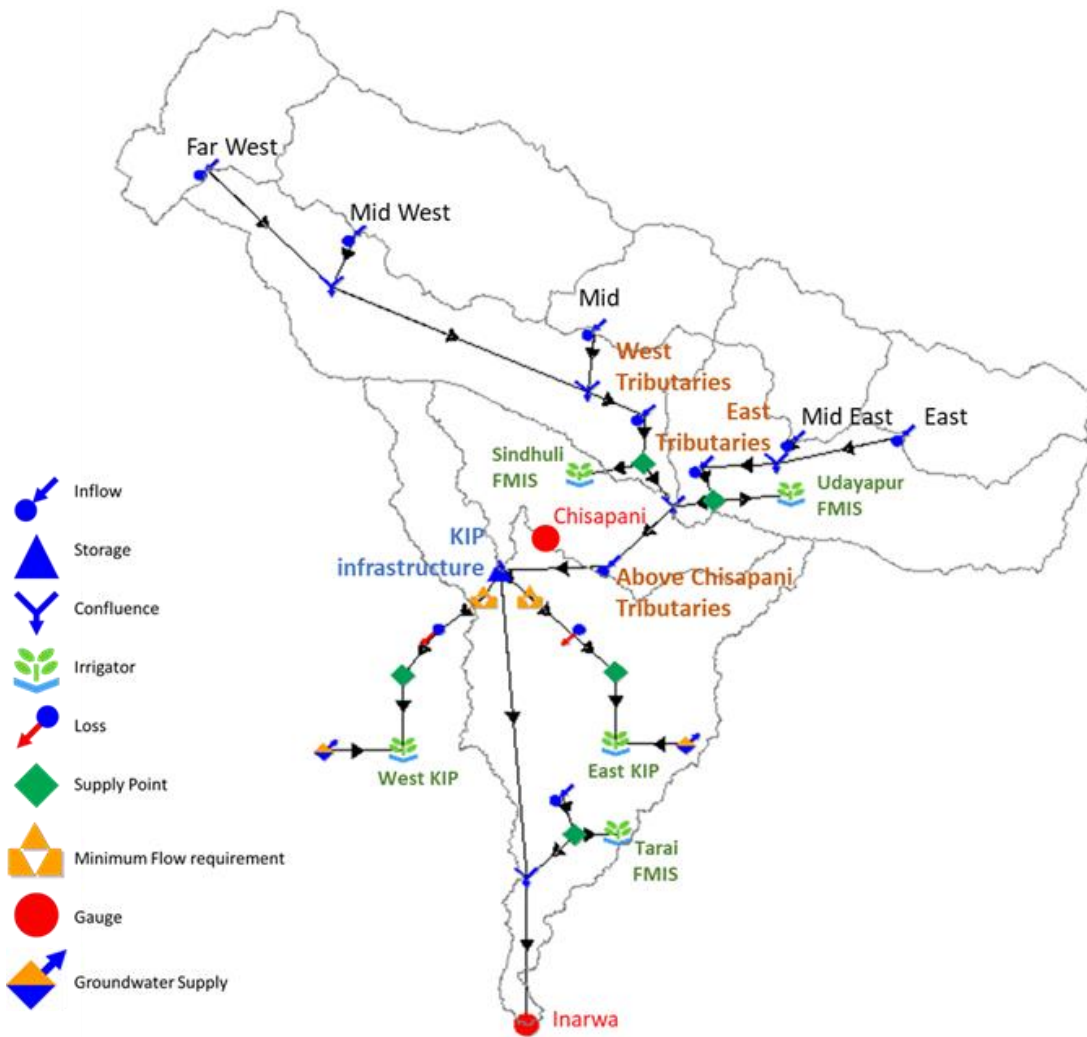 Far West
Mid West
Mid
West
Tributaries
East
Tributaries
Mid East
East
Sindhuli
FMIS
Udayapur
FMIS
Chisapani
KIP
infrastructure
Above Chisapani
Tributaries
West KIP
East KIP
Tarai
FMIS
Inarwa
Inflow
Storage
Confluence
Irrigator
Loss
Supply Point
Minimum Flow requirement
Gauge
Groundwater Supply